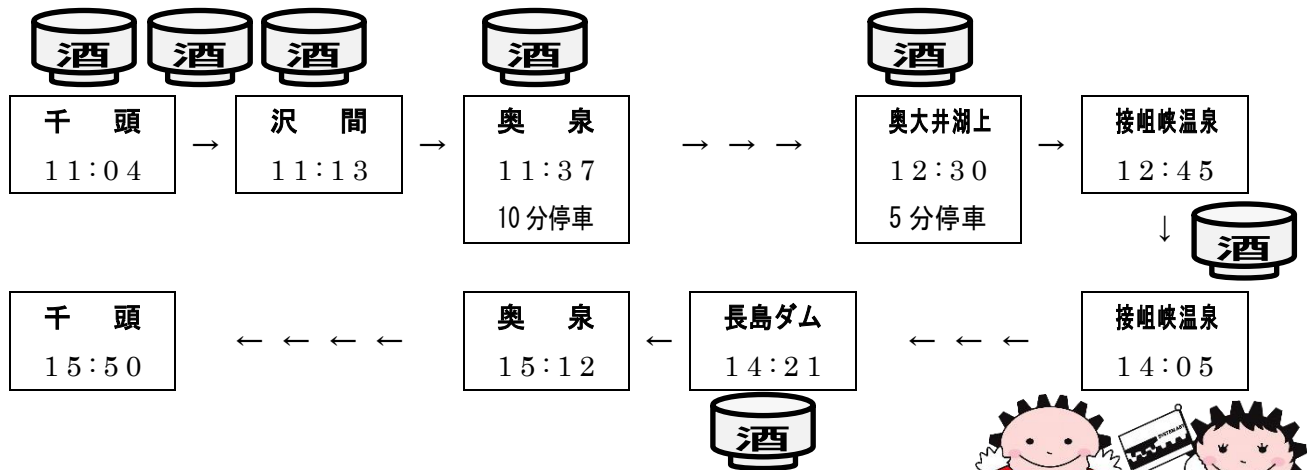 酒 酒 酒 酒 酒
千　頭 沢　間 奥　泉 奥大井湖上 接岨峡温泉
11:04 → 11:13 → 11:37 → → → 12:30 → 12:45
10分停車 5分停車
↓ 酒
千　頭 奥　泉 長島ダム 接岨峡温泉
15:50 ← ← ← ← 15:12 ← 14:21 ← ← ← 14:05
酒